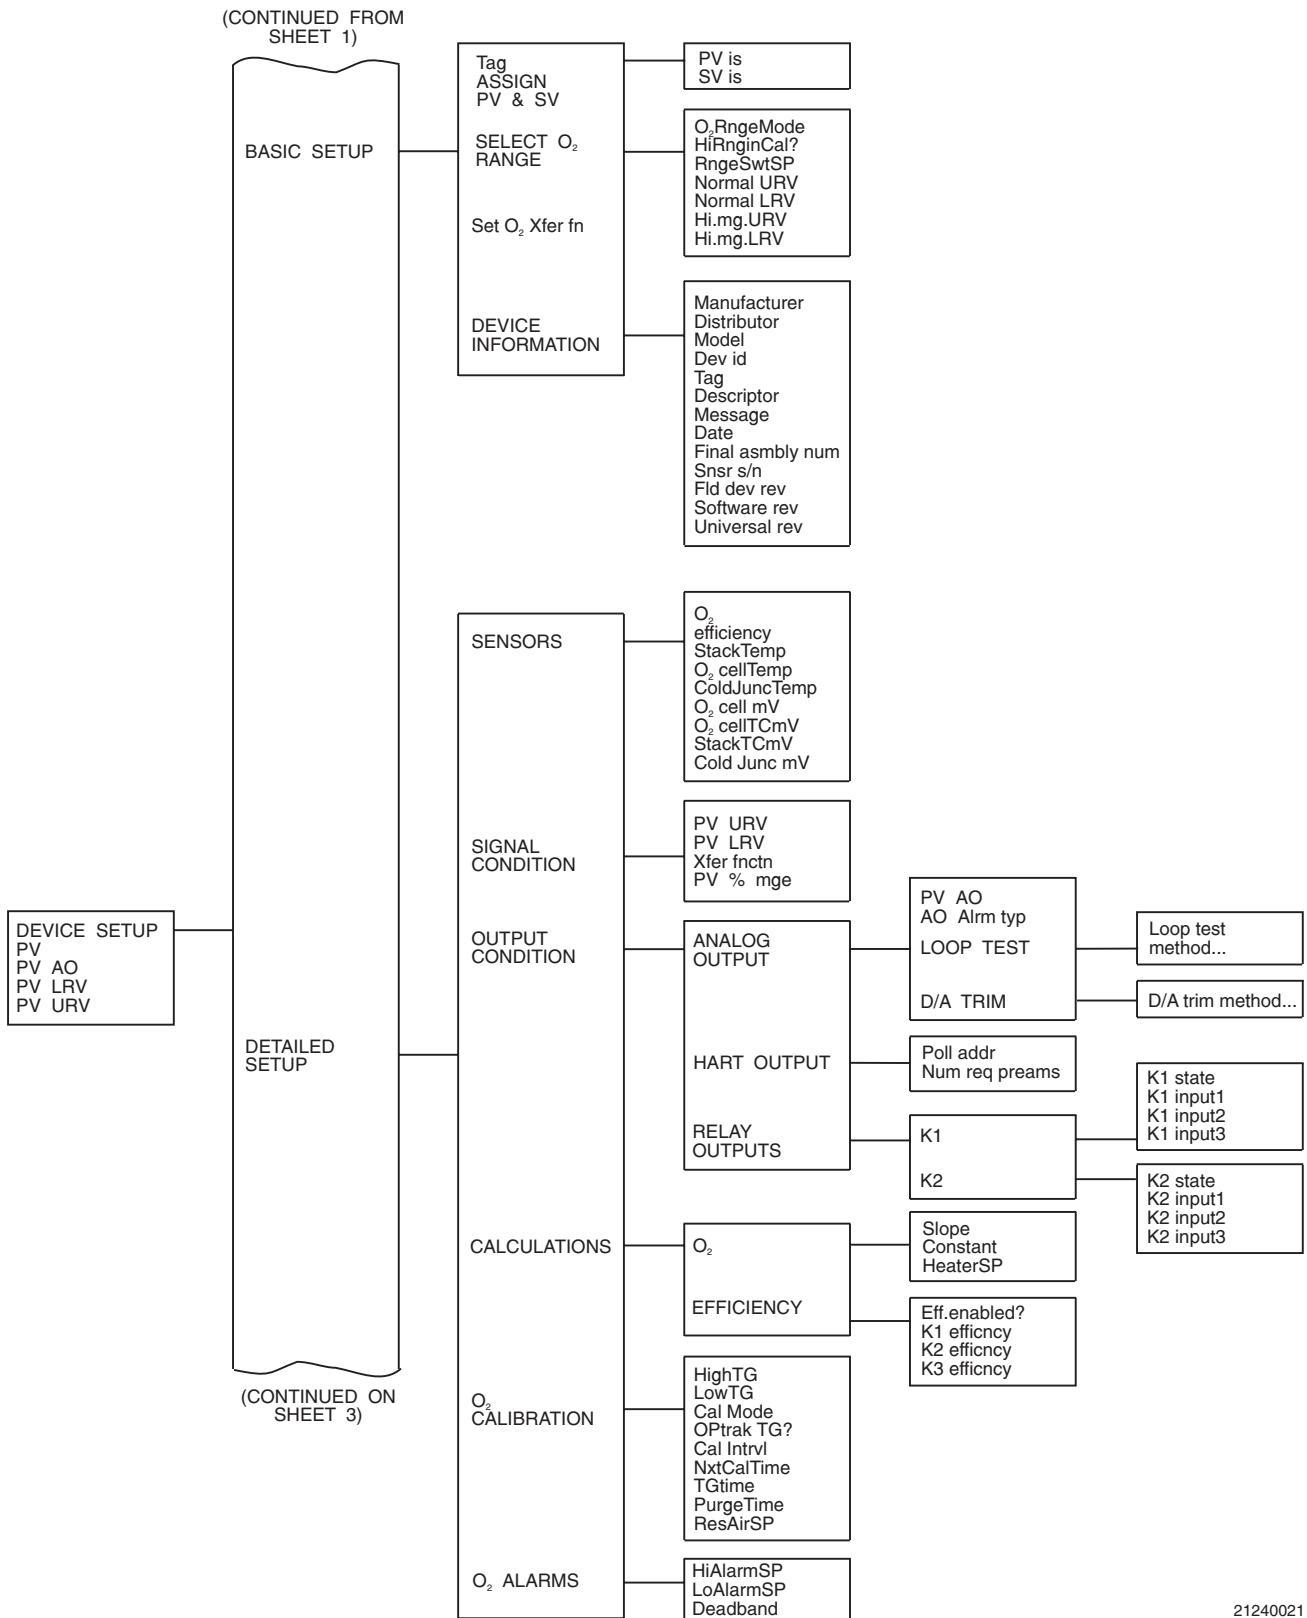 (CONTINUED FROM
SHEET 1)
Tag
ASSIGN
PV & SV
PV is
SV is
BASIC SETUP
SELECT O₂
RANGE
O₂RngeMode
HiRnginCal?
RngeSwtSP
Normal URV
Normal LRV
Hi.mg.URV
Hi.mg.LRV
Set O₂ Xfer fn
DEVICE
INFORMATION
Manufacturer
Distributor
Model
Dev id
Tag
Descriptor
Message
Date
Final asmbly num
Snsr s/n
Fld dev rev
Software rev
Universal rev
SENSORS
O₂
efficiency
StackTemp
O₂ cellTemp
ColdJuncTemp
O₂ cell mV
O₂ cellTCmV
StackTCmV
Cold Junc mV
SIGNAL
CONDITION
PV URV
PV LRV
Xfer fnctn
PV % mge
DEVICE SETUP
PV
PV AO
PV LRV
PV URV
OUTPUT
CONDITION
ANALOG
OUTPUT
PV AO
AO Alrm typ
LOOP TEST
D/A TRIM
Loop test
method...
D/A trim method...
DETAILED
SETUP
HART OUTPUT
Poll addr
Num req preams
RELAY
OUTPUTS
K1
K2
K1 state
K1 input1
K1 input2
K1 input3
K2 state
K2 input1
K2 input2
K2 input3
CALCULATIONS
O₂
EFFICIENCY
Slope
Constant
HeaterSP
Eff.enabled?
K1 efficncy
K2 efficncy
K3 efficncy
(CONTINUED ON
SHEET 3)
O₂
CALIBRATION
HighTG
LowTG
Cal Mode
OPtrak TG?
Cal Intrvl
NxtCalTime
TGtime
PurgeTime
ResAirSP
O₂ ALARMS
HiAlarmSP
LoAlarmSP
Deadband
21240021